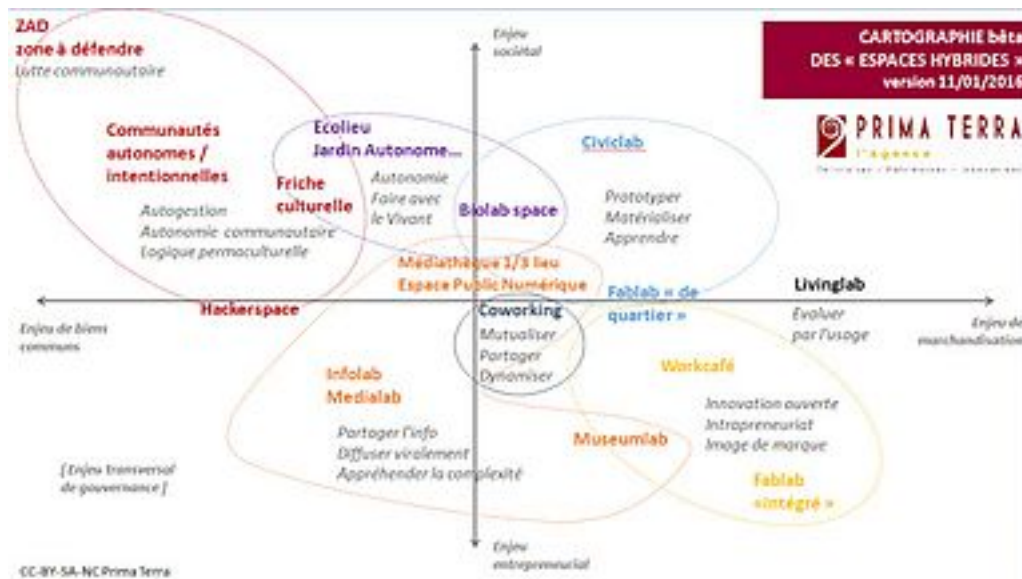 ZAD
zone à défendre
Lutte communautaire
Enjeu
sociétal
CARTOGRAPHIE bêta
DES « ESPACES HYBRIDES »
version 11/01/2016
PRIMA TERRA
l'agence
Communautés
autonomes /
intentionnelles
Autogestion
Autonomie communautaire
Logique permaculturelle
Ecolieu
Jardin Autonome...
Friche
culturelle
Autonomie
Faire avec
le Vivant
Biolab space
Civiclab
Prototyper
Matérialiser
Apprendre
Médiathèque 1/3 lieu
Espace Public Numérique
Hackerspace
Coworking
Mutualiser
Partager
Dynamiser
Fablab « de
quartier »
Livinglab
Evaluer
par l'usage
Enjeu de biens
communs
Enjeu de
marchandisation
Infolab
Medialab
Partager l'info
Diffuser viralement
Appréhender la complexité
Workcafé
Innovation ouverte
Intrapreneuriat
Image de marque
Museumlab
Fablab
«intégré »
[Enjeu transversal
de gouvernance ]
Enjeu
entrepreneurial
CC-BY-SA-NC Prima Terra